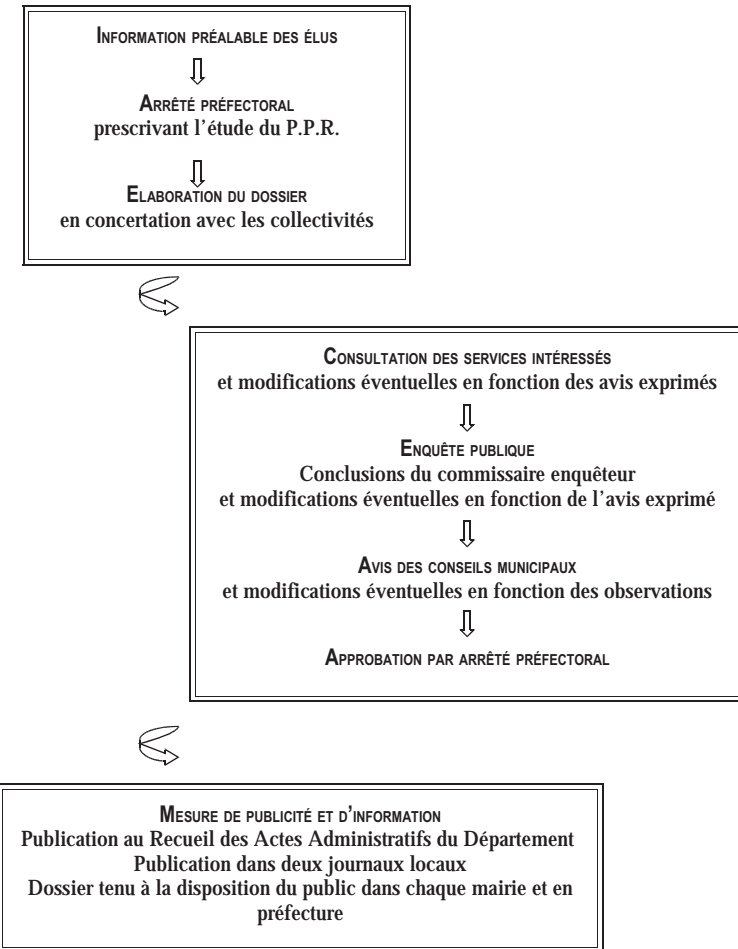 INFORMATION PRÉALABLE DES ÉLUS
ARRÊTÉ PRÉFECTORAL
prescrivant l'étude du P.P.R.
ELABORATION DU DOSSIER
en concertation avec les collectivités
CONSULTATION DES SERVICES INTÉRESSÉS
et modifications éventuelles en fonction des avis exprimés
ENQUÊTE PUBLIQUE
Conclusions du commissaire enquêteur
et modifications éventuelles en fonction de l'avis exprimé
AVIS DES CONSEILS MUNICIPAUX
et modifications éventuelles en fonction des observations
APPROBATION PAR ARRÊTÉ PRÉFECTORAL
MESURE DE PUBLICITÉ ET D'INFORMATION
Publication au Recueil des Actes Administratifs du Département
Publication dans deux journaux locaux
Dossier tenu à la disposition du public dans chaque mairie et en
préfecture